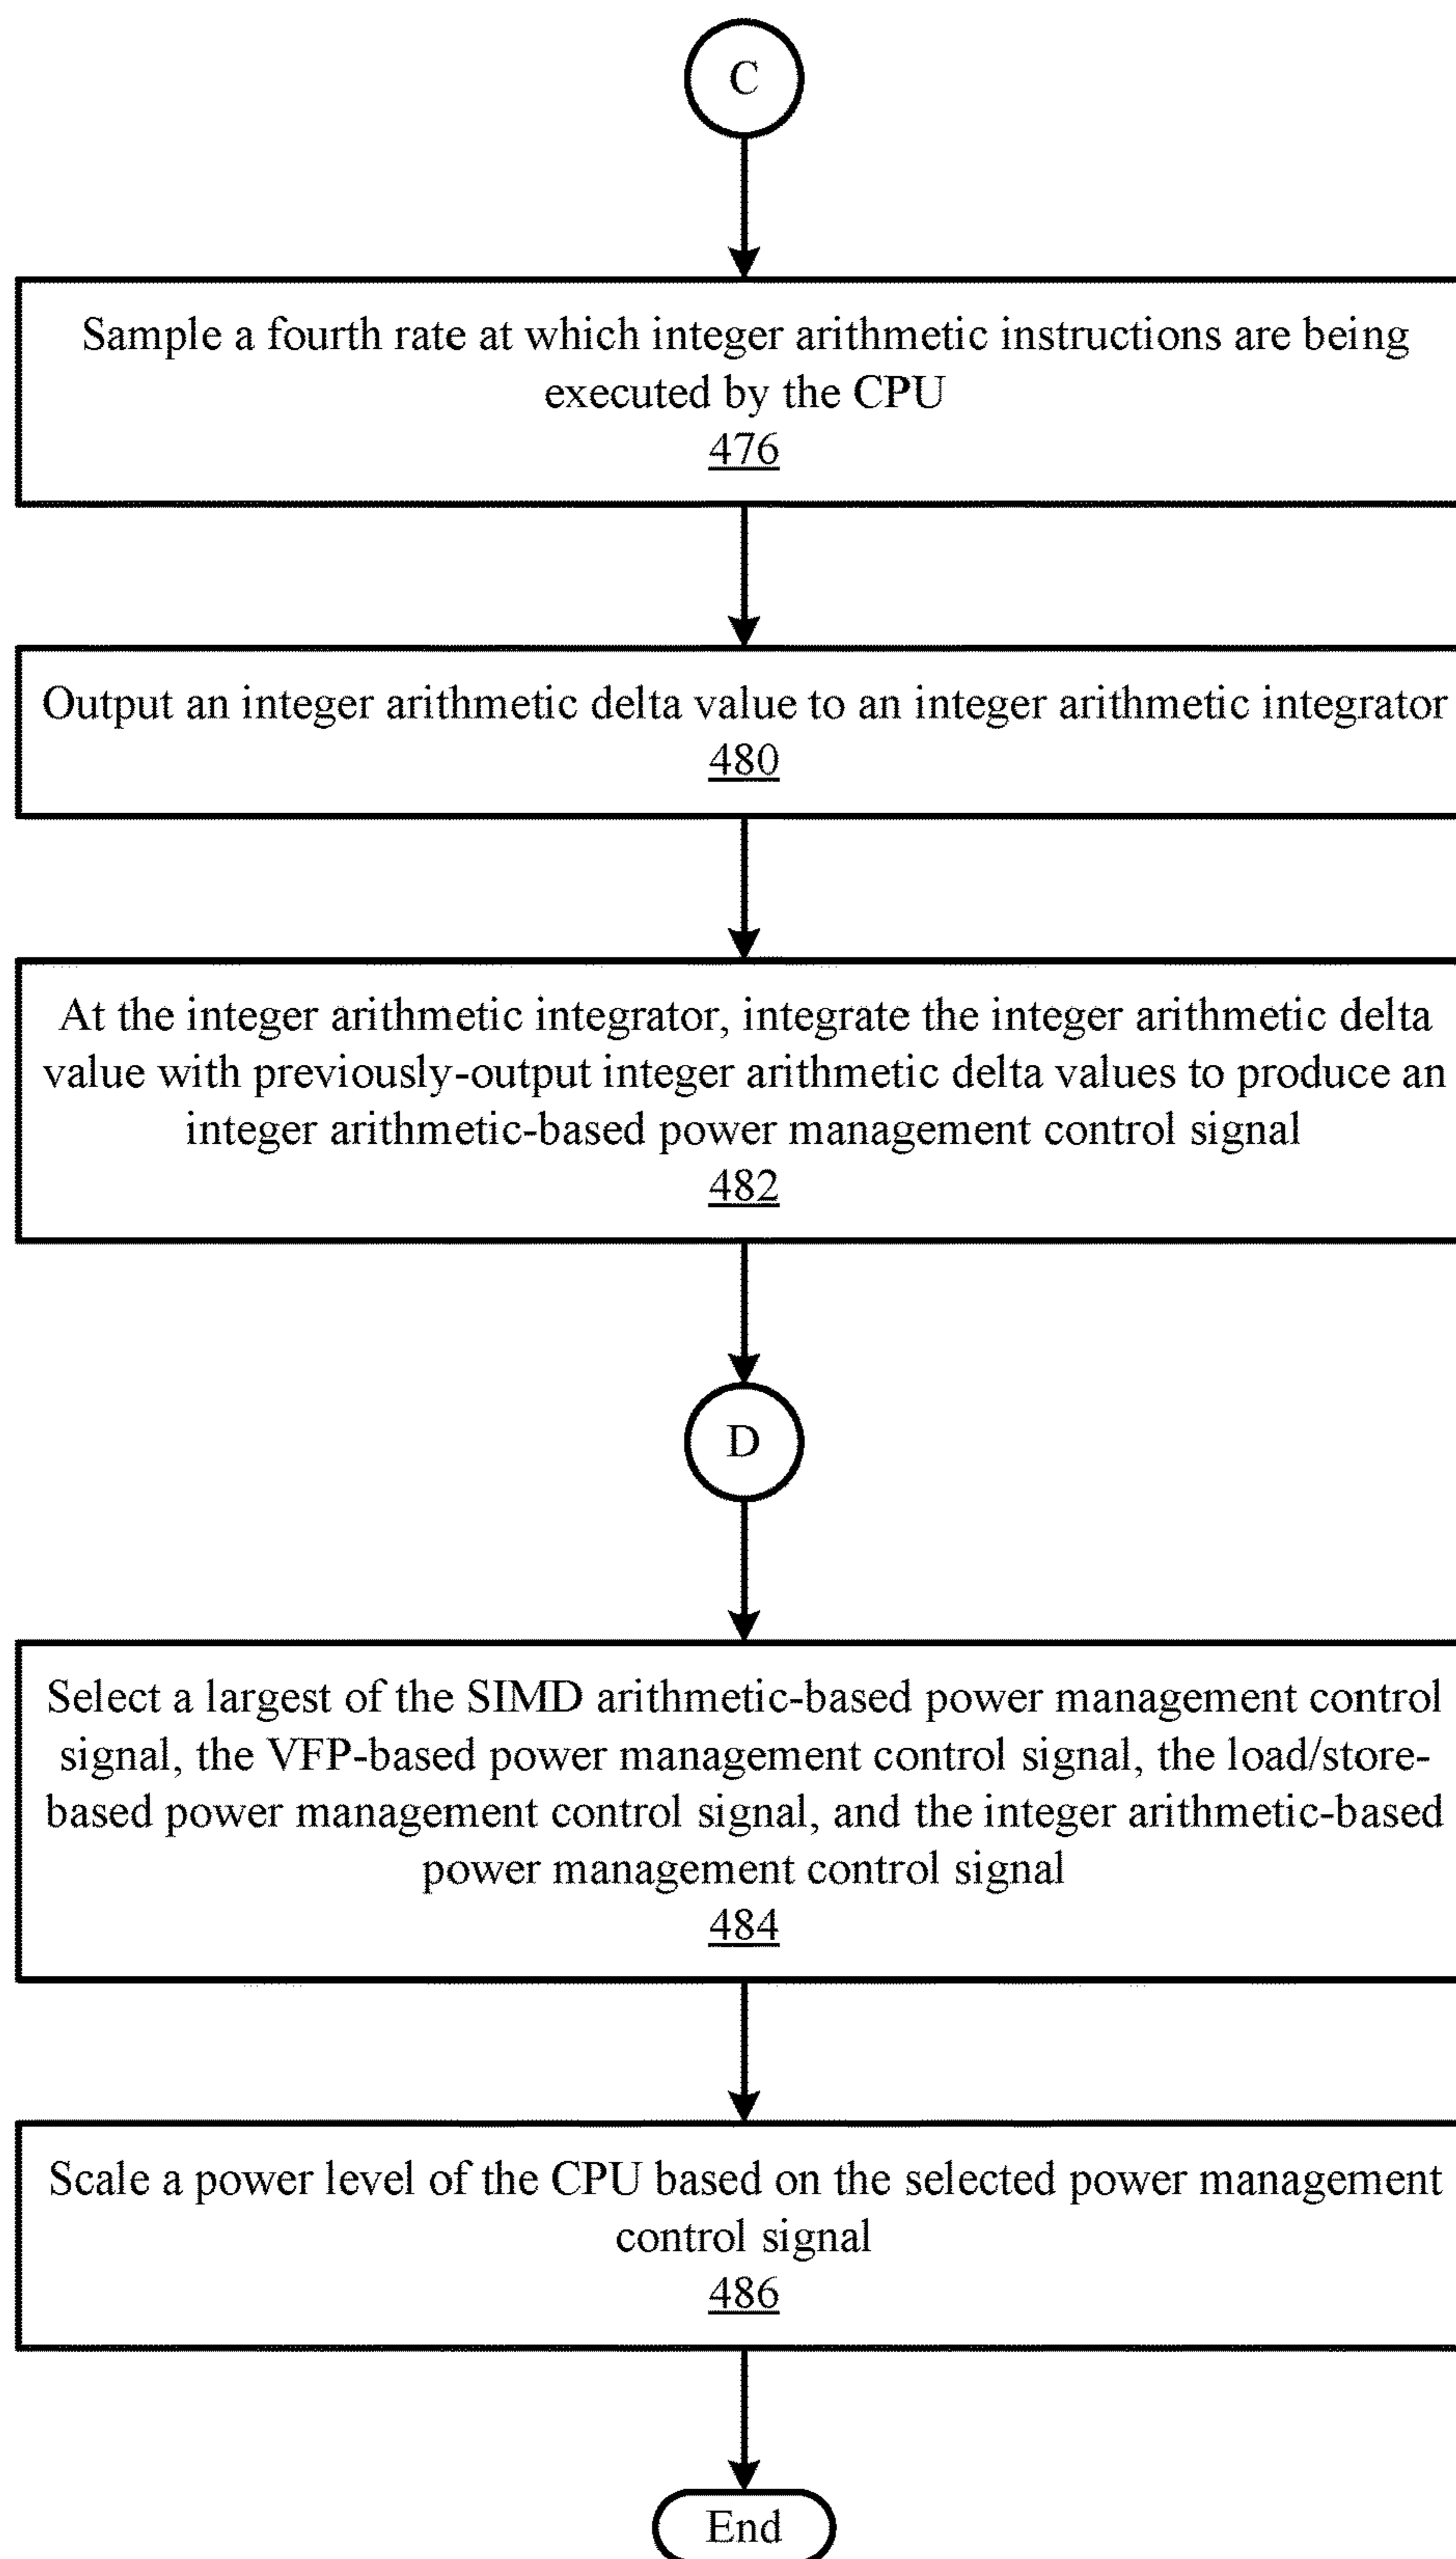 C
Sample a fourth rate at which integer arithmetic instructions are being
executed by the CPU
476
Output an integer arithmetic delta value to an integer arithmetic integrator
480
At the integer arithmetic integrator, integrate the integer arithmetic delta
value with previously-output integer arithmetic delta values to produce an
integer arithmetic-based power management control signal
482
D
Select a largest of the SIMD arithmetic-based power management control
signal, the VFP-based power management control signal, the load/store-
based power management control signal, and the integer arithmetic-based
power management control signal
484
Scale a power level of the CPU based on the selected power management
control signal
486
End